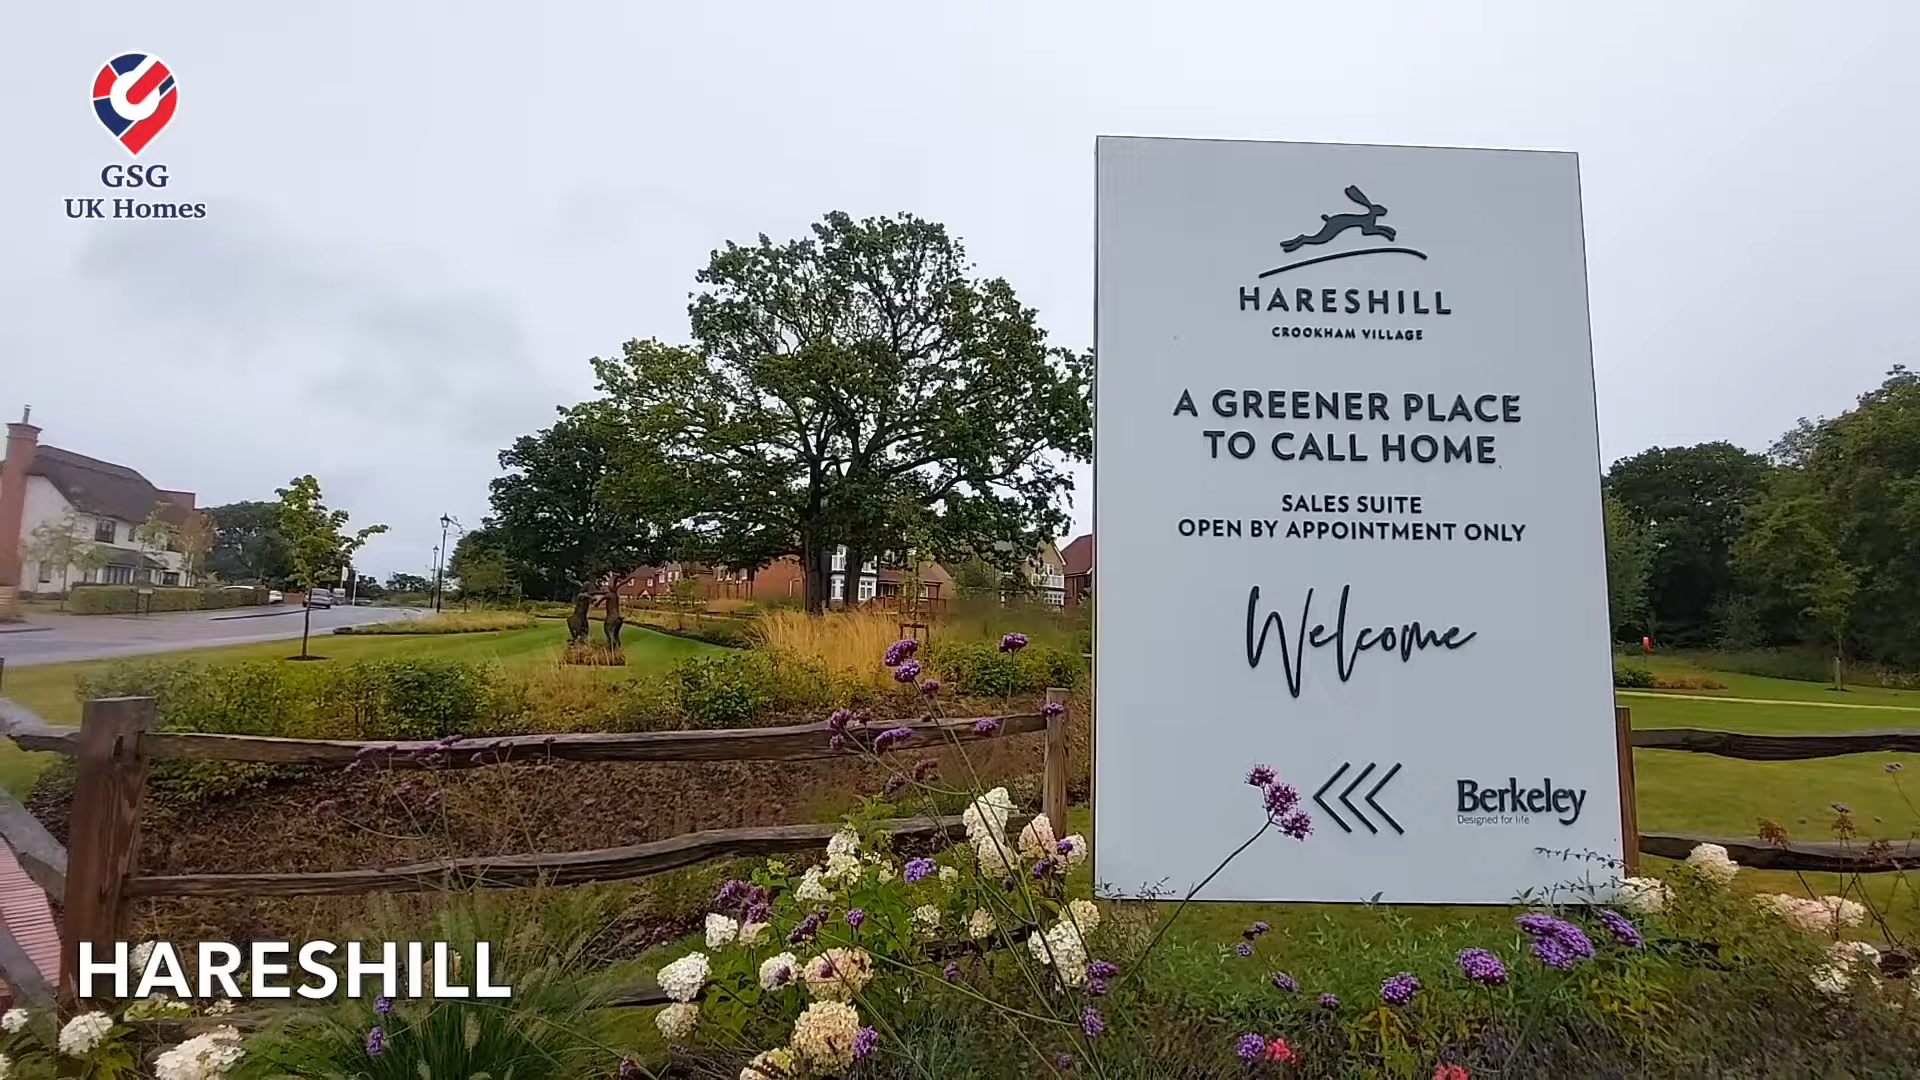 GSG
UK Homes
HARESHILL
CROOKHAM VILLAGE
A GREENER PLACE
TO CALL HOME
SALES SUITE
OPEN BY APPOINTMENT ONLY
Welcome
Berkeley
Designed for life
HARESHILL